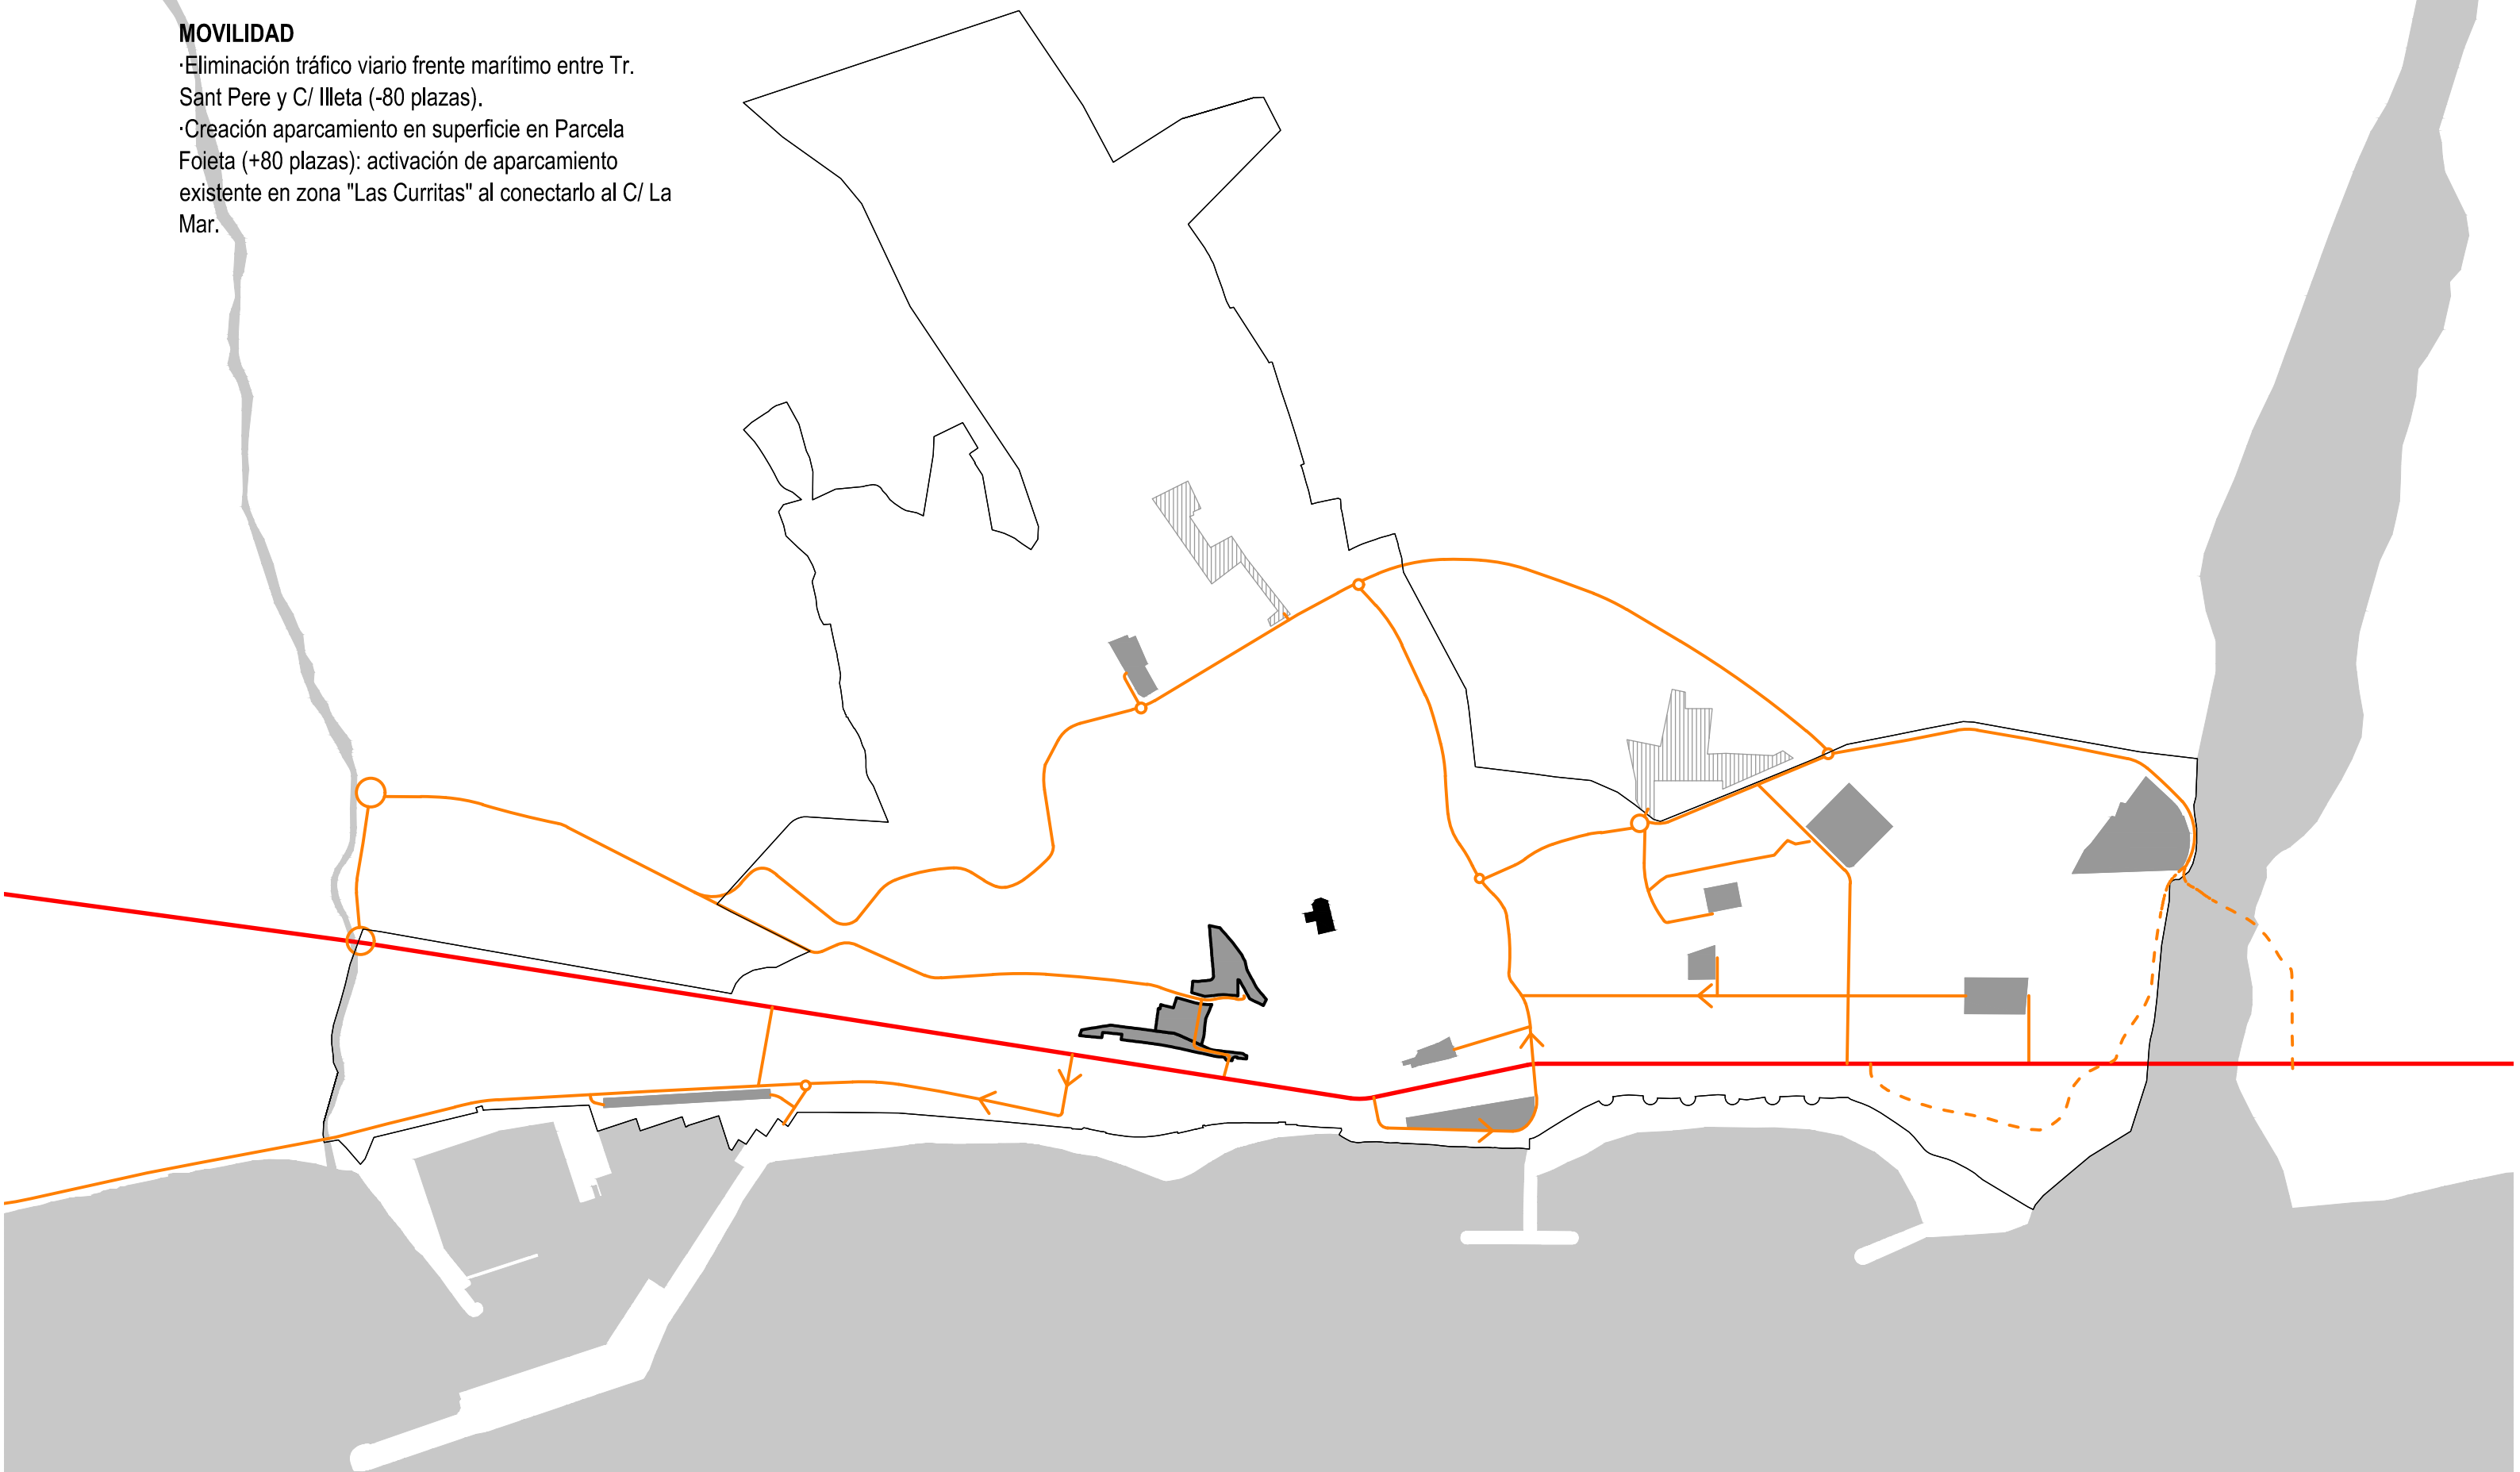 MOVILIDAD
·Eliminación tráfico viario frente marítimo entre Tr.
Sant Pere y C/ Illeta (-80 plazas).
·Creación aparcamiento en superficie en Parcela
Foieta (+80 plazas): activación de aparcamiento
existente en zona "Las Curritas" al conectarlo al C/ La
Mar.